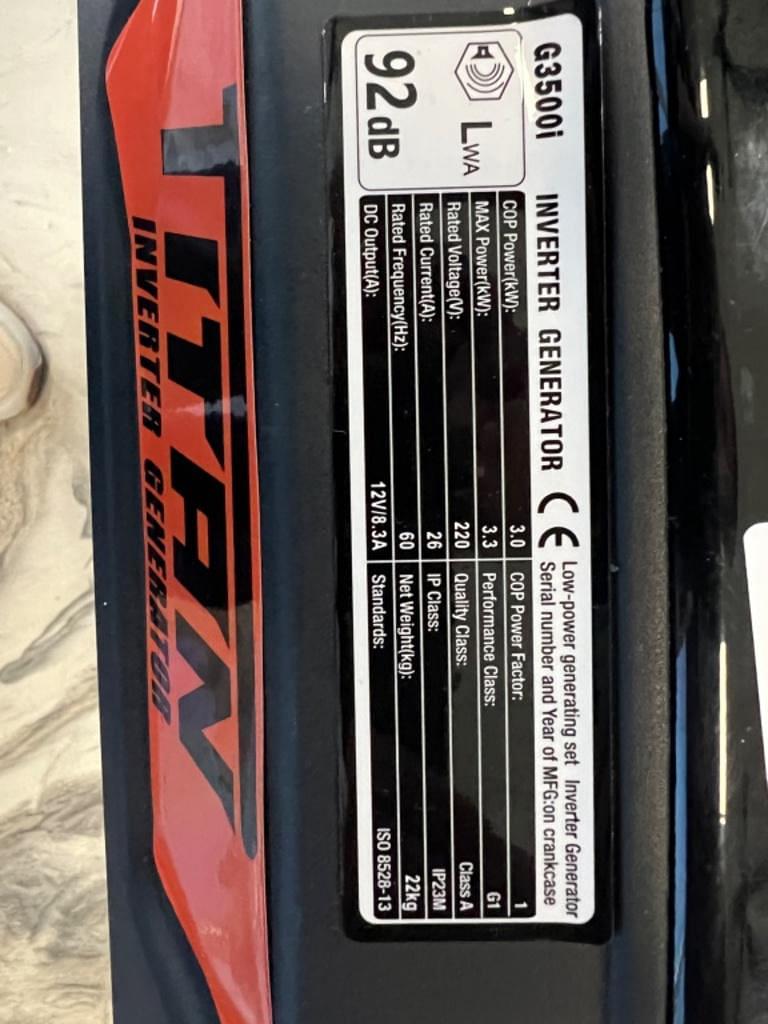 G3500i INVERTER GENERATOR CE Low-power generating set Inverter Generator
Serial number and Year of MFG:on crankcase
LWA
92dB
COP Power(kW): 3.0 COP Power Factor: 1
MAX Power(kW): 3.3 Performance Class: G1
Rated Voltage(V): 220 Quality Class: Class A
Rated Current(A): 26 IP Class: IP23M
Rated Frequency(Hz): 60 Net Weight(kg): 22kg
DC Output(A): 12V/8.3A Standards: ISO 8528-13
TITAN
INVERTER GENERATOR